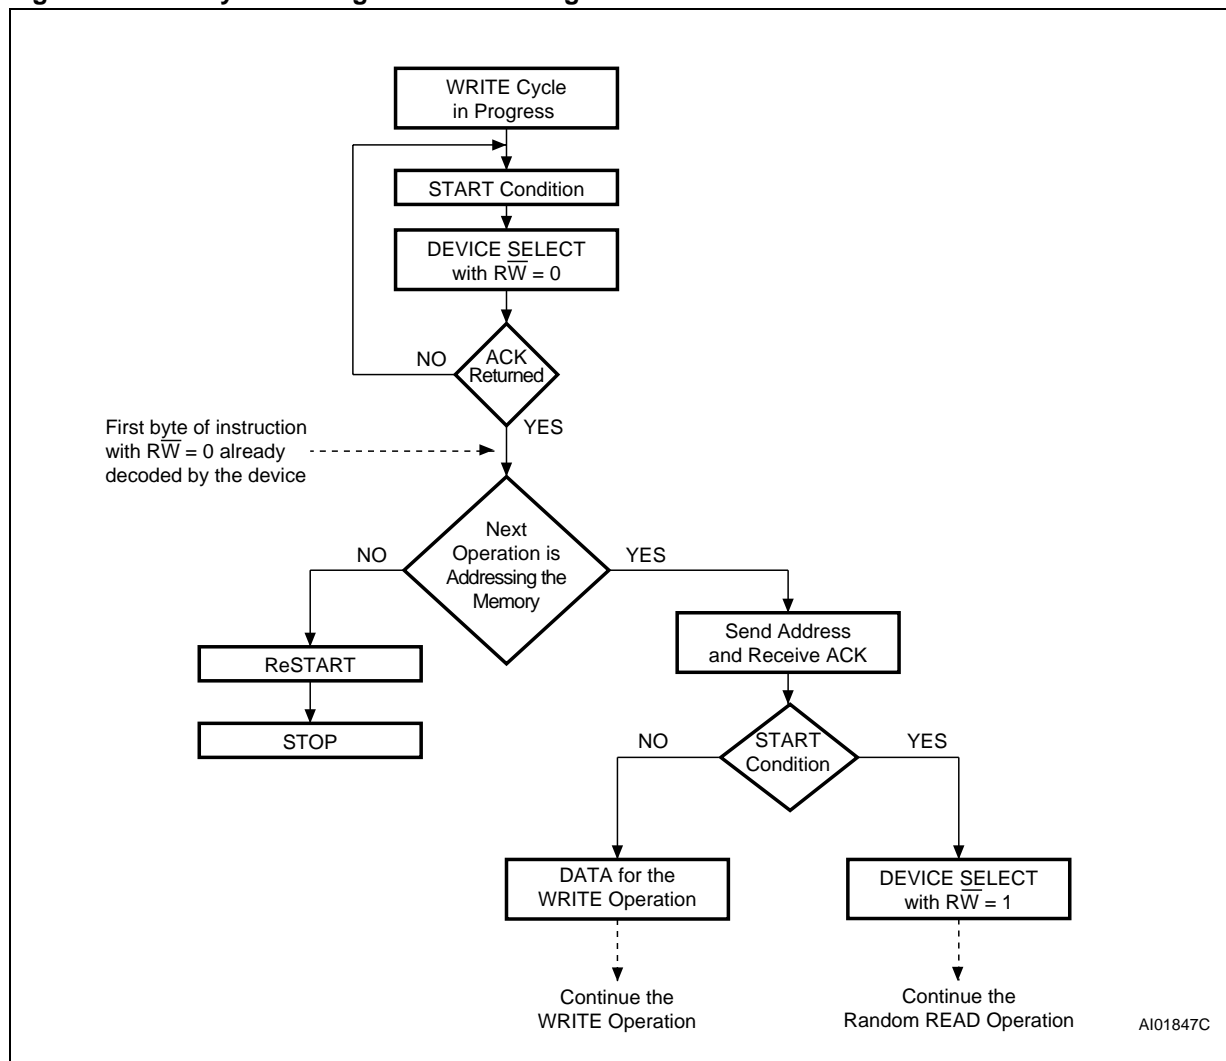 WRITE Cycle
in Progress
START Condition
DEVICE SELECT
with RW̅ = 0
NO
ACK
Returned
YES
First byte of instruction
with RW̅ = 0 already
decoded by the device
Next
Operation is
Addressing the
Memory
NO
YES
Send Address
and Receive ACK
ReSTART
STOP
NO
START
Condition
YES
DATA for the
WRITE Operation
DEVICE SELECT
with RW̅ = 1
Continue the
WRITE Operation
Continue the
Random READ Operation
AI01847C